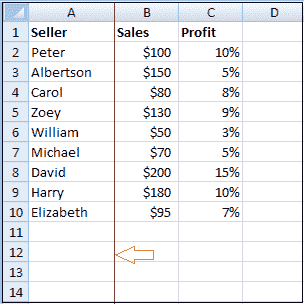 A B C D
1 Seller Sales Profit
2 Peter $100 10%
3 Albertson $150 5%
4 Carol $80 8%
5 Zoey $130 9%
6 William $50 3%
7 Michael $70 5%
8 David $200 15%
9 Harry $180 10%
10 Elizabeth $95 7%
11
12
13
14